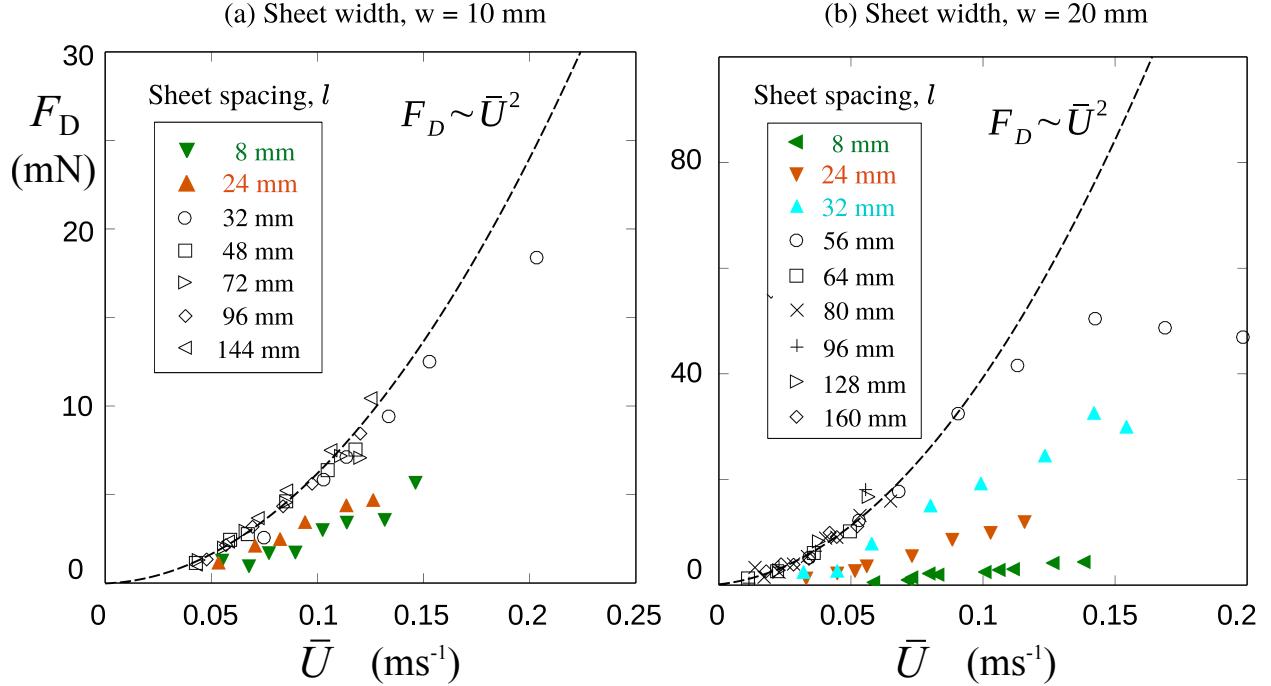 (a) Sheet width, w = 10 mm
30
20
10
0
F_D
(mN)
Sheet spacing, l
8 mm
24 mm
32 mm
48 mm
72 mm
96 mm
144 mm
F_D ~ Ū²
0 0.05 0.1 0.15 0.2 0.25
Ū (ms⁻¹)
(b) Sheet width, w = 20 mm
80
40
0
Sheet spacing, l
8 mm
24 mm
32 mm
56 mm
64 mm
80 mm
96 mm
128 mm
160 mm
F_D ~ Ū²
0 0.05 0.1 0.15 0.2
Ū (ms⁻¹)